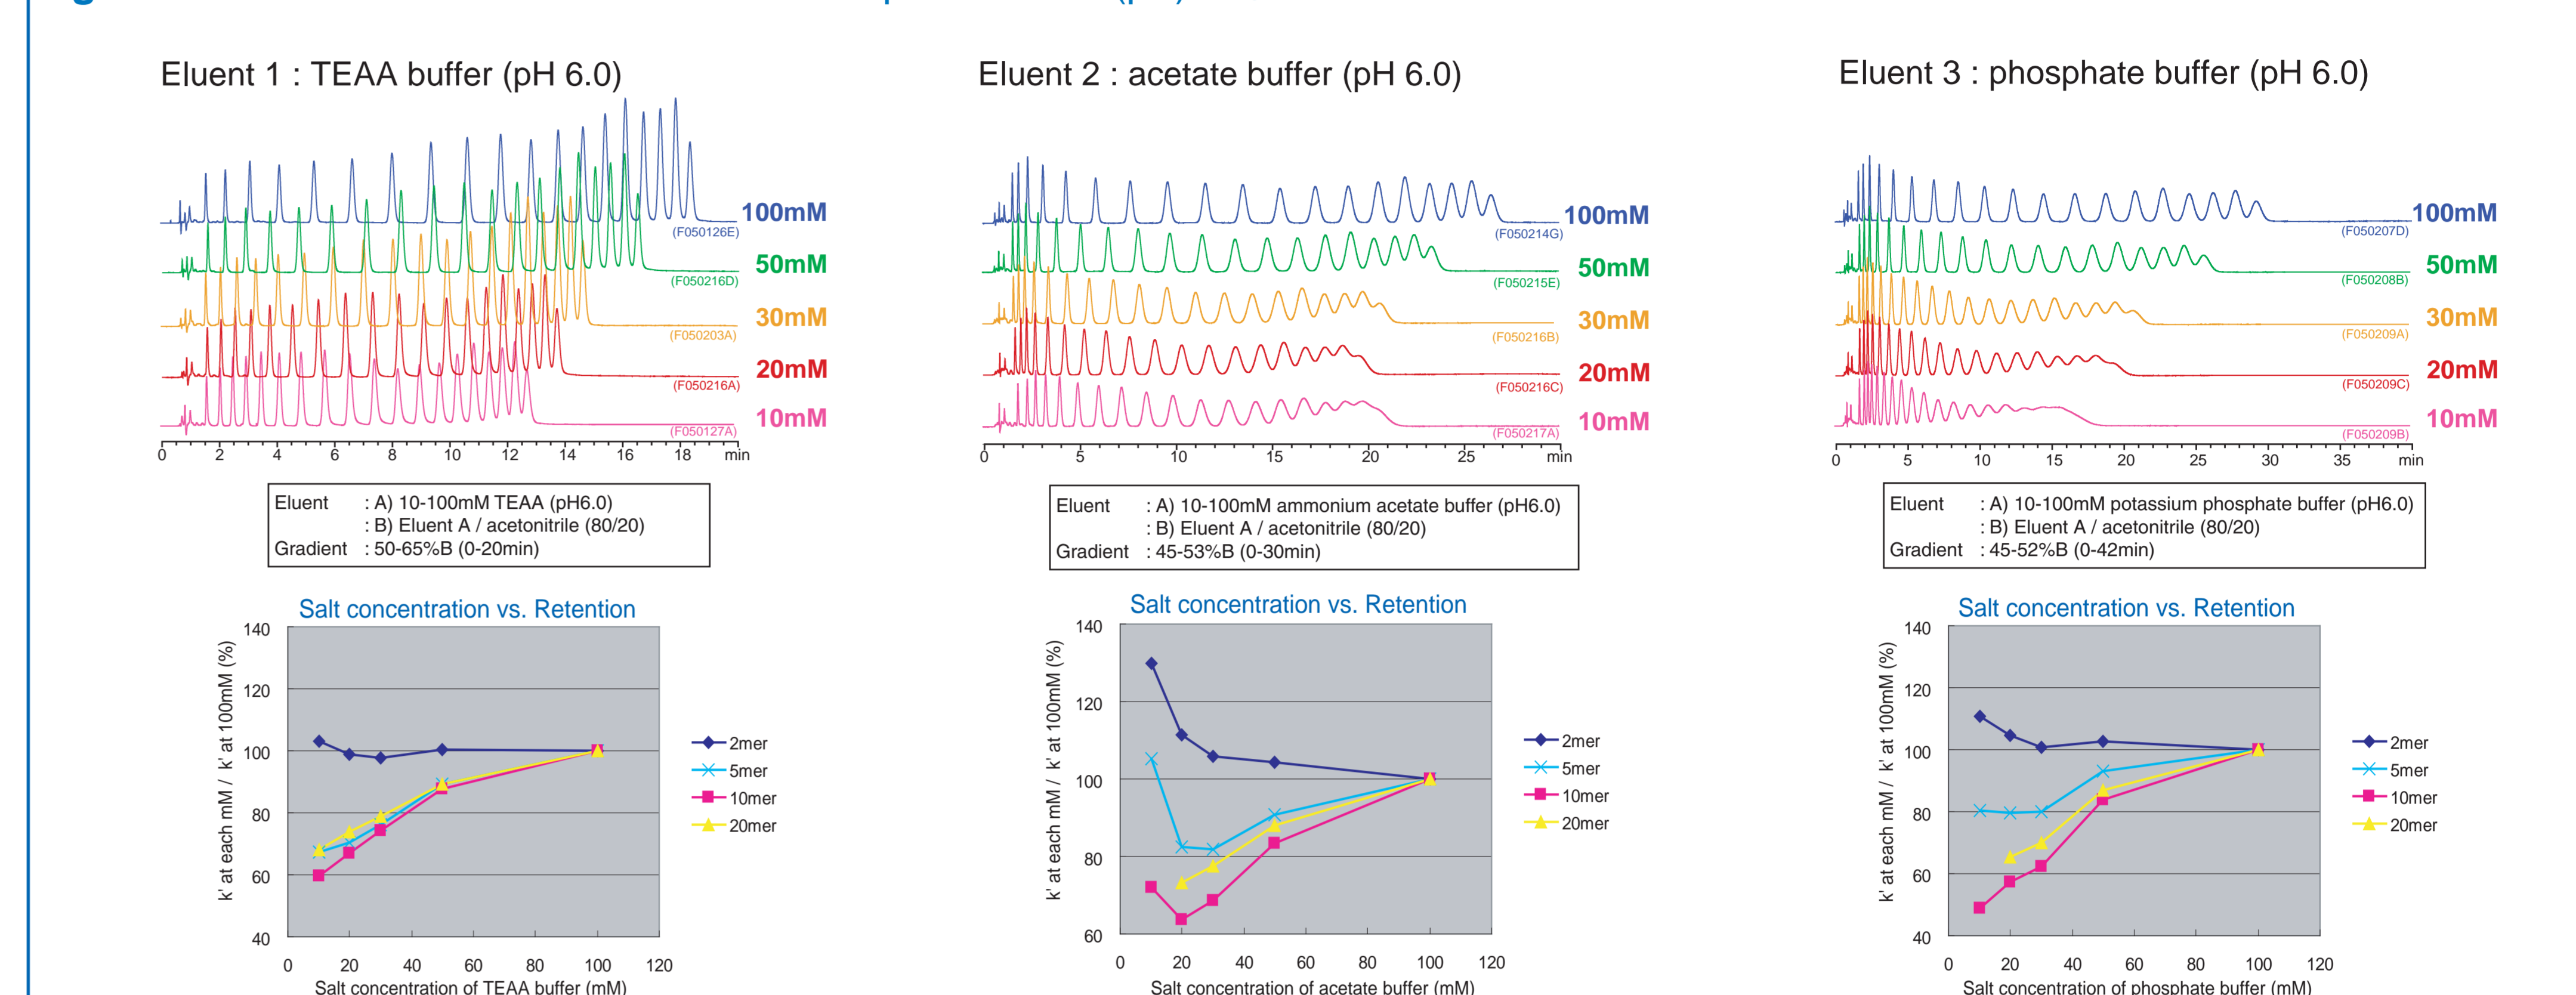 Eluent 1 : TEAA buffer (pH 6.0)
100mM
(F050126E)
50mM
(F050216D)
30mM
(F050203A)
20mM
(F050216A)
10mM
(F050127A)
0 2 4 6 8 10 12 14 16 18 min
Eluent : A) 10-100mM TEAA (pH6.0)
: B) Eluent A / acetonitrile (80/20)
Gradient : 50-65%B (0-20min)
Salt concentration vs. Retention
k' at each mM / k' at 100mM (%)
140
120
100
80
60
40
0 20 40 60 80 100 120
Salt concentration of TEAA buffer (mM)
2mer
5mer
10mer
20mer
Eluent 2 : acetate buffer (pH 6.0)
100mM
(F050214G)
50mM
(F050215E)
30mM
(F050216B)
20mM
(F050216C)
10mM
(F050217A)
0 5 10 15 20 25 min
Eluent : A) 10-100mM ammonium acetate buffer (pH6.0)
: B) Eluent A / acetonitrile (80/20)
Gradient : 45-53%B (0-30min)
Salt concentration vs. Retention
k' at each mM / k' at 100mM (%)
140
120
100
80
60
0 20 40 60 80 100 120
Salt concentration of acetate buffer (mM)
2mer
5mer
10mer
20mer
Eluent 3 : phosphate buffer (pH 6.0)
100mM
(F050207D)
50mM
(F050208B)
30mM
(F050209A)
20mM
(F050209C)
10mM
(F050209B)
0 5 10 15 20 25 30 35 min
Eluent : A) 10-100mM potassium phosphate buffer (pH6.0)
: B) Eluent A / acetonitrile (80/20)
Gradient : 45-52%B (0-42min)
Salt concentration vs. Retention
k' at each mM / k' at 100mM (%)
140
120
100
80
60
40
0 20 40 60 80 100 120
Salt concentration of phosphate buffer (mM)
2mer
5mer
10mer
20mer